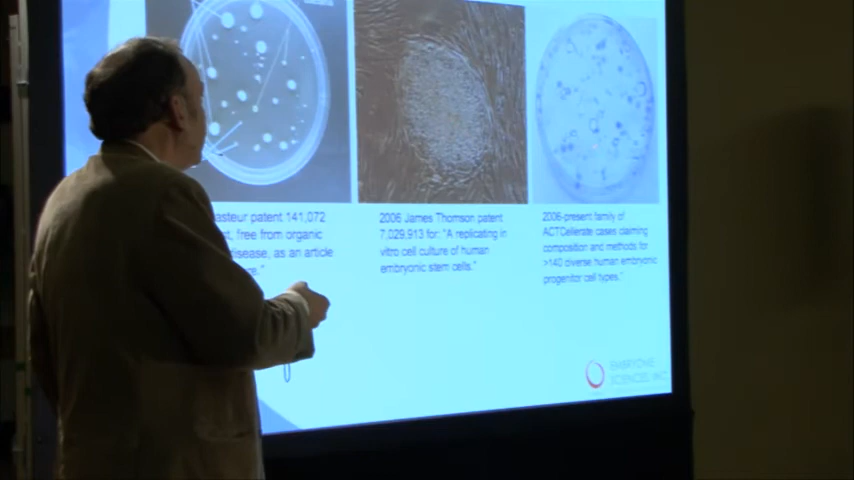 asteur patent 141,072
t, free from organic
disease, as an article
re."
2006 James Thomson patent
7,029,913 for: "A replicating in
vitro cell culture of human
embryonic stem cells."
2006-present family of
ACTCellerate cases claiming
composition and methods for
>140 diverse human embryonic
progenitor cell types."
EMBRYOME
SCIENCES INC